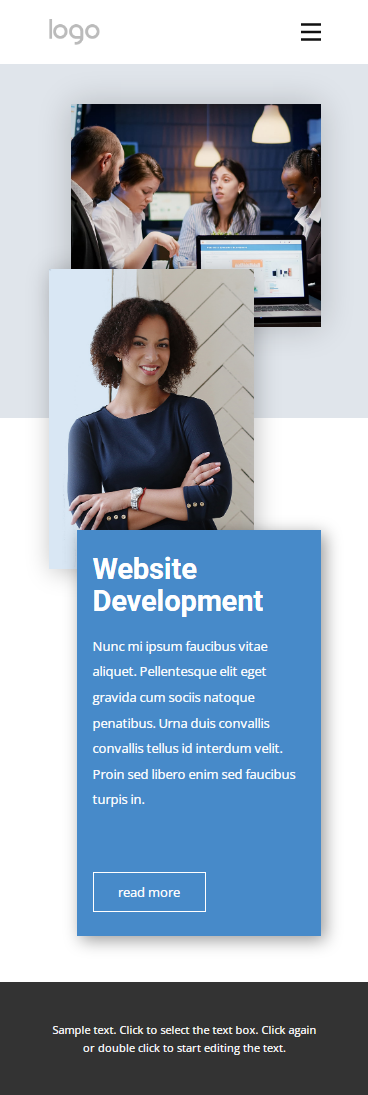 logo
Website
Development
Nunc mi ipsum faucibus vitae
aliquet. Pellentesque elit eget
gravida cum sociis natoque
penatibus. Urna duis convallis
convallis tellus id interdum velit.
Proin sed libero enim sed faucibus
turpis in.
read more
Sample text. Click to select the text box. Click again
or double click to start editing the text.